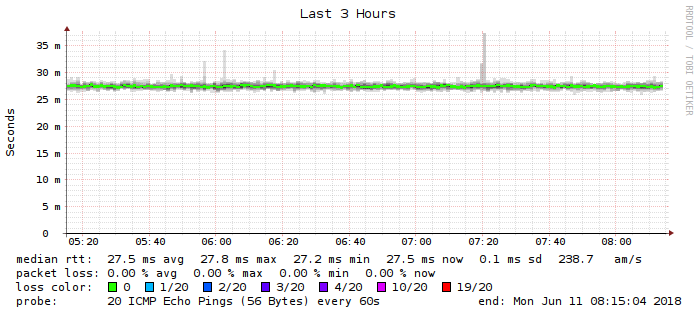 Last 3 Hours
RRDTOOL / TOBI OETIKER
Seconds
35 m
30 m
25 m
20 m
15 m
10 m
5 m
0
05:20 05:40 06:00 06:20 06:40 07:00 07:20 07:40 08:00
median rtt: 27.5 ms avg 27.8 ms max 27.2 ms min 27.5 ms now 0.1 ms sd 238.7 am/s
packet loss: 0.00 % avg 0.00 % max 0.00 % min 0.00 % now
loss color: 0 1/20 2/20 3/20 4/20 10/20 19/20
probe: 20 ICMP Echo Pings (56 Bytes) every 60s end: Mon Jun 11 08:15:04 2018